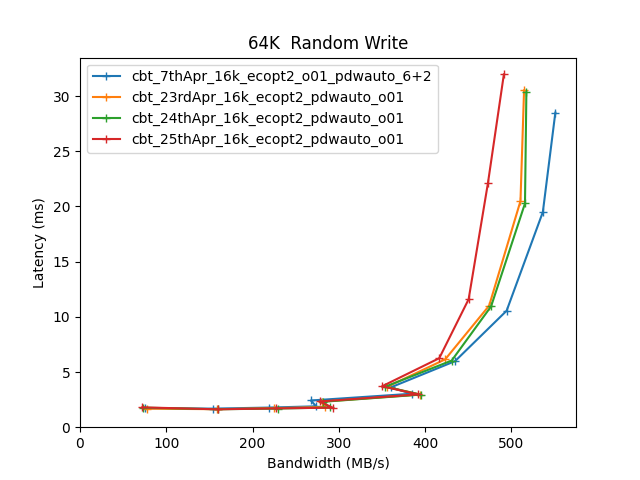 64K  Random Write
cbt_7thApr_16k_ecopt2_o01_pdwauto_6+2
cbt_23rdApr_16k_ecopt2_pdwauto_o01
cbt_24thApr_16k_ecopt2_pdwauto_o01
cbt_25thApr_16k_ecopt2_pdwauto_o01
Latency (ms)
30
25
20
15
10
5
0
0 100 200 300 400 500
Bandwidth (MB/s)